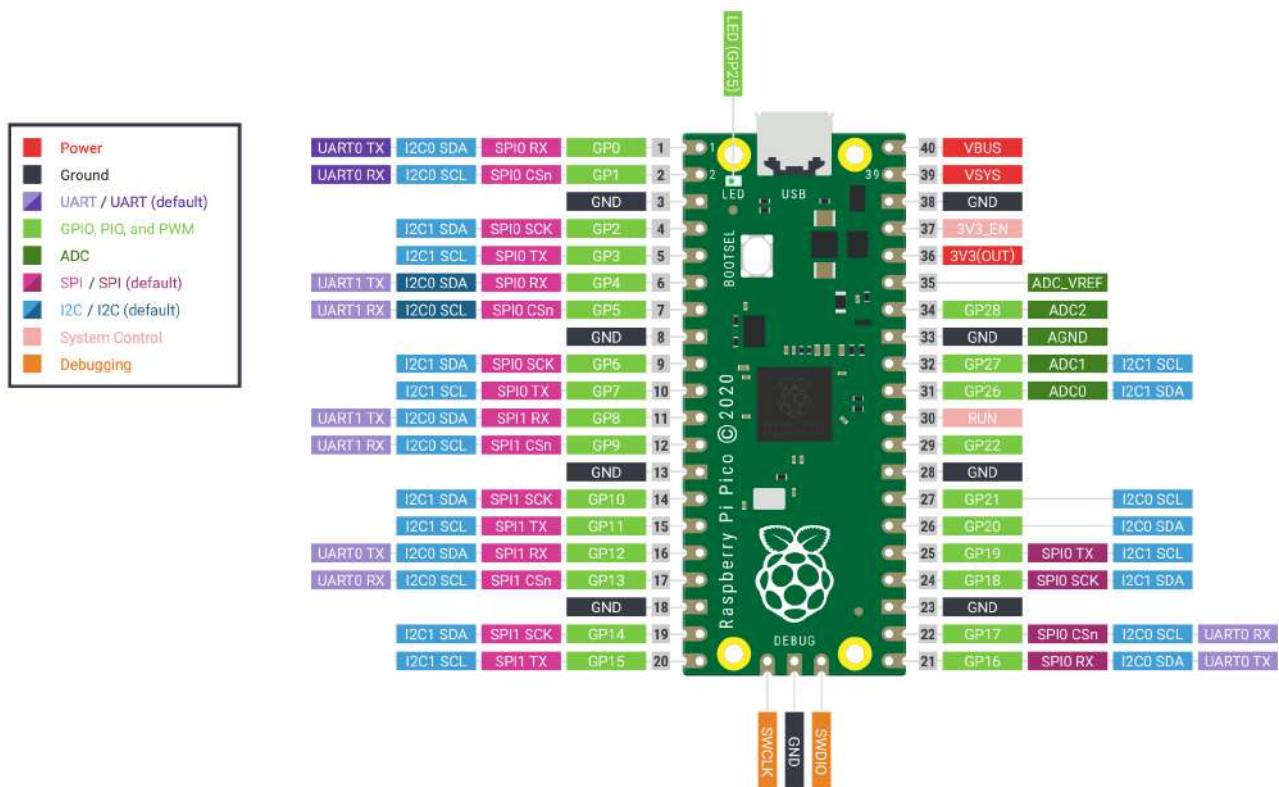 LED (GP25)
Power
Ground
UART / UART (default)
GPIO, PIO, and PWM
ADC
SPI / SPI (default)
I2C / I2C (default)
System Control
Debugging
UART0 TX I2C0 SDA SPI0 RX GP0 1
UART0 RX I2C0 SCL SPI0 CSn GP1 2
GND 3
I2C1 SDA SPI0 SCK GP2 4
I2C1 SCL SPI0 TX GP3 5
UART1 TX I2C0 SDA SPI0 RX GP4 6
UART1 RX I2C0 SCL SPI0 CSn GP5 7
GND 8
I2C1 SDA SPI0 SCK GP6 9
I2C1 SCL SPI0 TX GP7 10
UART1 TX I2C0 SDA SPI1 RX GP8 11
UART1 RX I2C0 SCL SPI1 CSn GP9 12
GND 13
I2C1 SDA SPI1 SCK GP10 14
I2C1 SCL SPI1 TX GP11 15
UART0 TX I2C0 SDA SPI1 RX GP12 16
UART0 RX I2C0 SCL SPI1 CSn GP13 17
GND 18
I2C1 SDA SPI1 SCK GP14 19
I2C1 SCL SPI1 TX GP15 20
1
2
39
LED
USB
BOOTSEL
Raspberry Pi Pico © 2020
DEBUG
40 VBUS
39 VSYS
38 GND
37 3V3_EN
36 3V3(OUT)
35 ADC_VREF
34 GP28 ADC2
33 GND AGND
32 GP27 ADC1 I2C1 SCL
31 GP26 ADC0 I2C1 SDA
30 RUN
29 GP22
28 GND
27 GP21 I2C0 SCL
26 GP20 I2C0 SDA
25 GP19 SPI0 TX I2C1 SCL
24 GP18 SPI0 SCK I2C1 SDA
23 GND
22 GP17 SPI0 CSn I2C0 SCL UART0 RX
21 GP16 SPI0 RX I2C0 SDA UART0 TX
SWCLK
GND
SWDIO